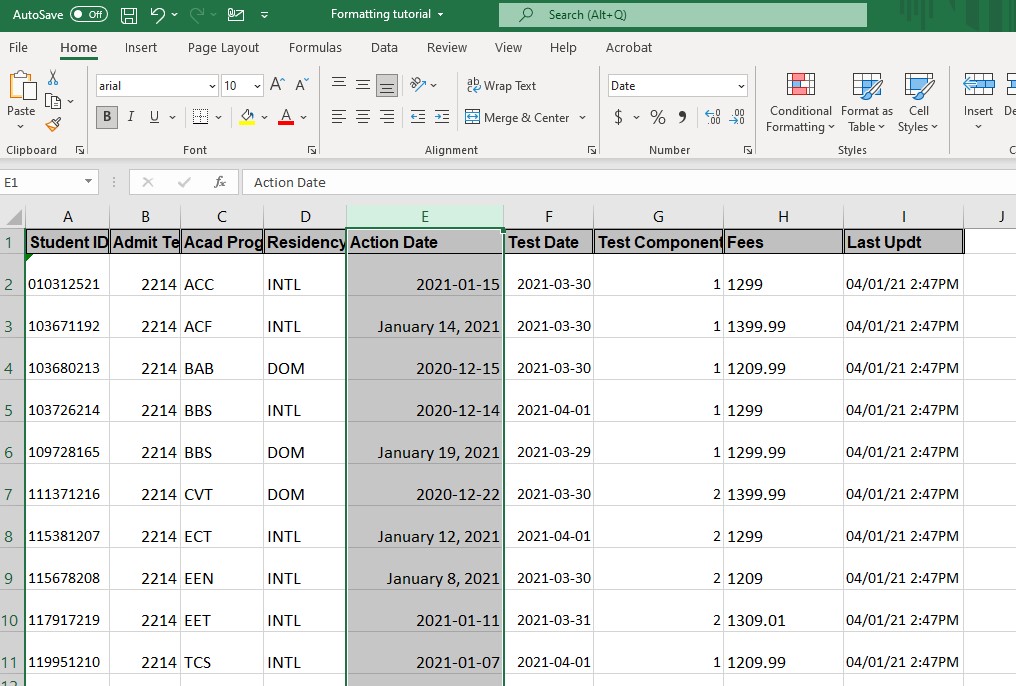 AutoSave Off Formatting tutorial Search (Alt+Q)
File Home Insert Page Layout Formulas Data Review View Help Acrobat
Paste arial 10 A A Wrap Text Date Conditional Formatting Format as Table Cell Styles Insert
B I U A Merge & Center $ % 9 .00 .00
Clipboard Font Alignment Number Styles
E1 fx Action Date
A B C D E F G H I J
1 Student ID Admit Te Acad Prog Residency Action Date Test Date Test Component Fees Last Updt
2 010312521 2214 ACC INTL 2021-01-15 2021-03-30 1 1299 04/01/21 2:47PM
3 103671192 2214 ACF INTL January 14, 2021 2021-03-30 1 1399.99 04/01/21 2:47PM
4 103680213 2214 BAB DOM 2020-12-15 2021-03-30 1 1209.99 04/01/21 2:47PM
5 103726214 2214 BBS INTL 2020-12-14 2021-04-01 1 1299 04/01/21 2:47PM
6 109728165 2214 BBS DOM January 19, 2021 2021-03-29 1 1299.99 04/01/21 2:47PM
7 111371216 2214 CVT DOM 2020-12-22 2021-03-30 2 1399.99 04/01/21 2:47PM
8 115381207 2214 ECT INTL January 12, 2021 2021-04-01 2 1299 04/01/21 2:47PM
9 115678208 2214 EEN INTL January 8, 2021 2021-03-30 2 1209 04/01/21 2:47PM
10 117917219 2214 EET INTL 2021-01-11 2021-03-31 2 1309.01 04/01/21 2:47PM
11 119951210 2214 TCS INTL 2021-01-07 2021-04-01 1 1209.99 04/01/21 2:47PM